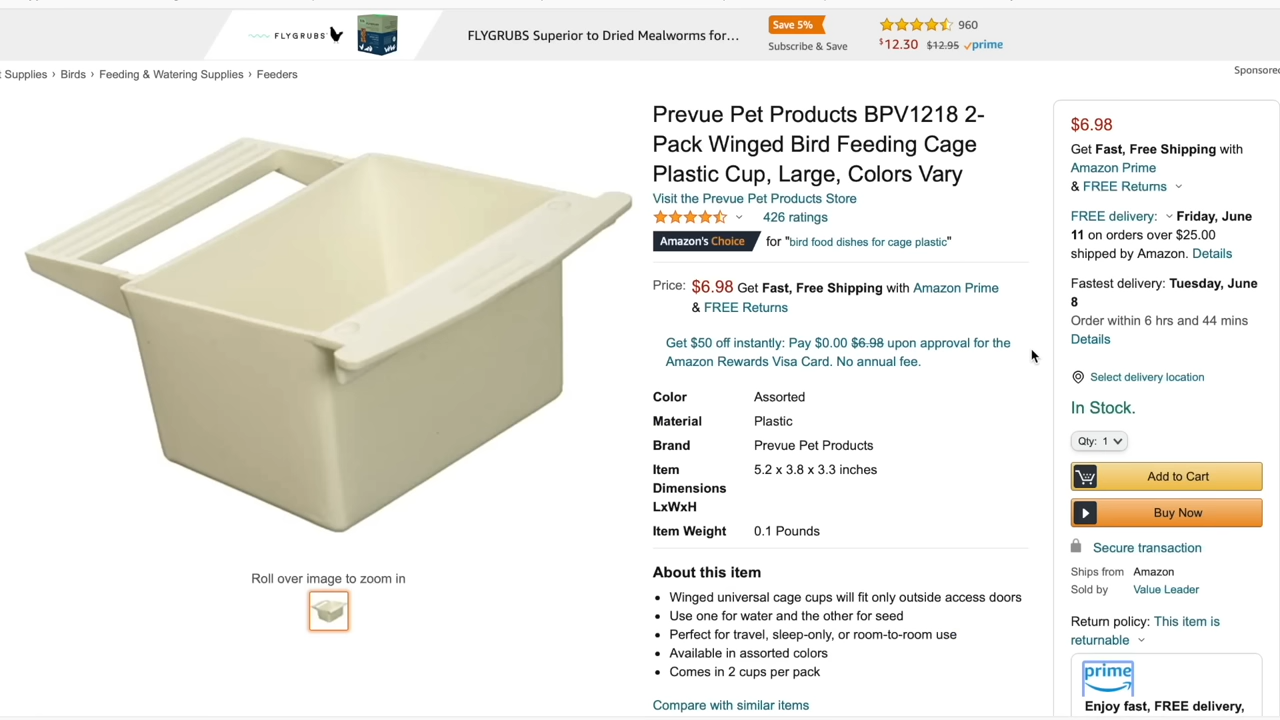 FLYGRUBS
FLYGRUBS Superior to Dried Mealworms for…
Save 5%
Subscribe & Save
960
$12.30 $12.95 prime
Supplies › Birds › Feeding & Watering Supplies › Feeders
Sponsored
Prevue Pet Products BPV1218 2-
Pack Winged Bird Feeding Cage
Plastic Cup, Large, Colors Vary
Visit the Prevue Pet Products Store
426 ratings
Amazon's Choice for "bird food dishes for cage plastic"
Price: $6.98 Get Fast, Free Shipping with Amazon Prime
& FREE Returns
Get $50 off instantly: Pay $0.00 $6.98 upon approval for the
Amazon Rewards Visa Card. No annual fee.
Color Assorted
Material Plastic
Brand Prevue Pet Products
Item 5.2 x 3.8 x 3.3 inches
Dimensions
LxWxH
Item Weight 0.1 Pounds
About this item
• Winged universal cage cups will fit only outside access doors
• Use one for water and the other for seed
• Perfect for travel, sleep-only, or room-to-room use
• Available in assorted colors
• Comes in 2 cups per pack
Compare with similar items
Roll over image to zoom in
$6.98
Get Fast, Free Shipping with
Amazon Prime
& FREE Returns
FREE delivery: Friday, June
11 on orders over $25.00
shipped by Amazon. Details
Fastest delivery: Tuesday, June
8
Order within 6 hrs and 44 mins
Details
Select delivery location
In Stock.
Qty: 1
Add to Cart
Buy Now
Secure transaction
Ships from Amazon
Sold by Value Leader
Return policy: This item is
returnable
prime
Enjoy fast, FREE delivery,